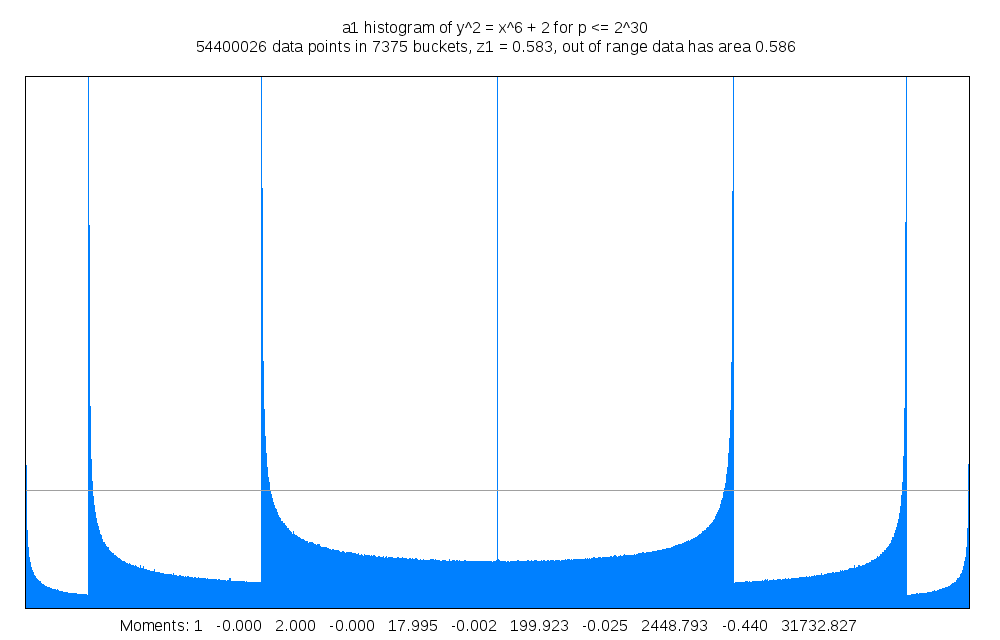 a1 histogram of y^2 = x^6 + 2 for p <= 2^30
54400026 data points in 7375 buckets, z1 = 0.583, out of range data has area 0.586
Moments: 1 -0.000 2.000 -0.000 17.995 -0.002 199.923 -0.025 2448.793 -0.440 31732.827